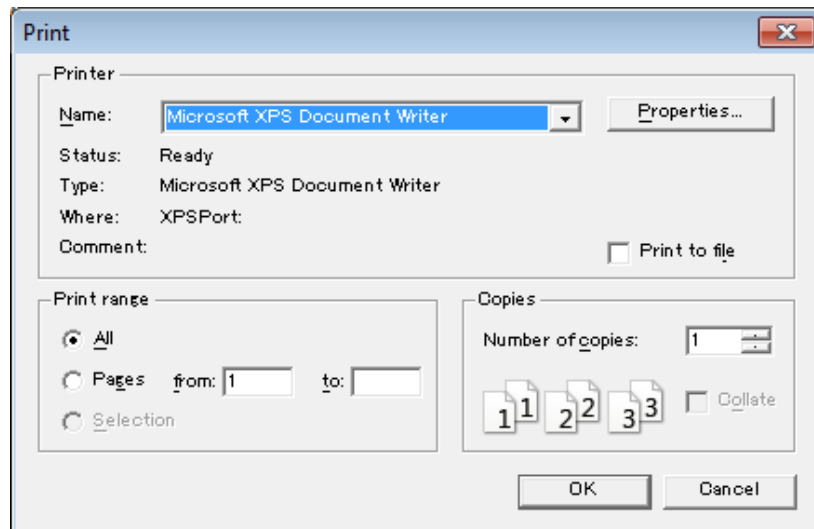 Print
Printer
Name: Microsoft XPS Document Writer Properties...
Status: Ready
Type: Microsoft XPS Document Writer
Where: XPSPort:
Comment: Print to file
Print range Copies
All Number of copies: 1
Pages from: 1 to:
1 1 2 2 3 3 Collate
Selection
OK Cancel